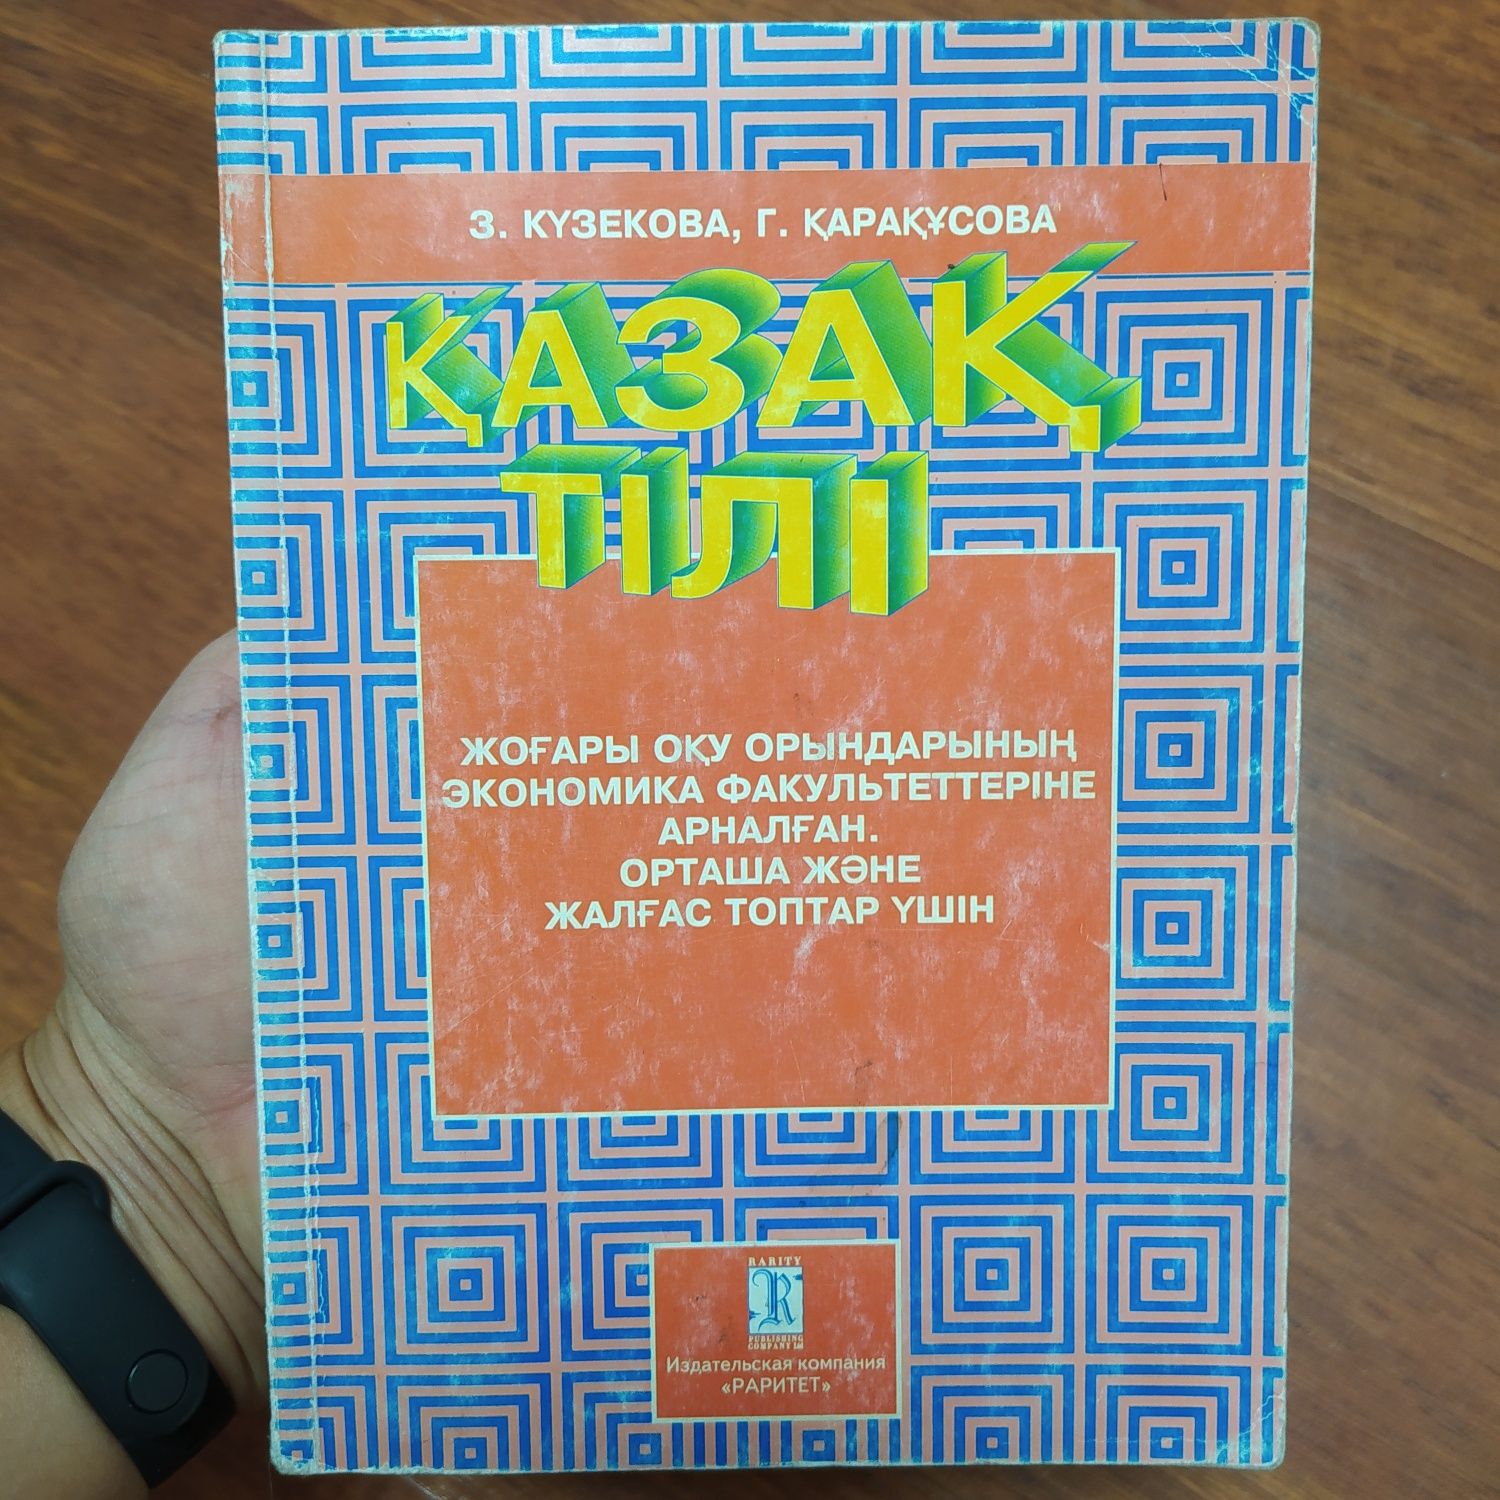 З. КҮЗЕКОВА, Г. ҚАРАҚҰСОВА
ҚАЗАҚ
ТІЛІ
ЖОҒАРЫ ОҚУ ОРЫНДАРЫНЫҢ
ЭКОНОМИКА ФАКУЛЬТЕТТЕРІНЕ
АРНАЛҒАН.
ОРТАША ЖӘНЕ
ЖАЛҒАС ТОПТАР ҮШІН
RARITY
R
PUBLISHING
COMPANY Ltd
Издательская компания
«РАРИТЕТ»